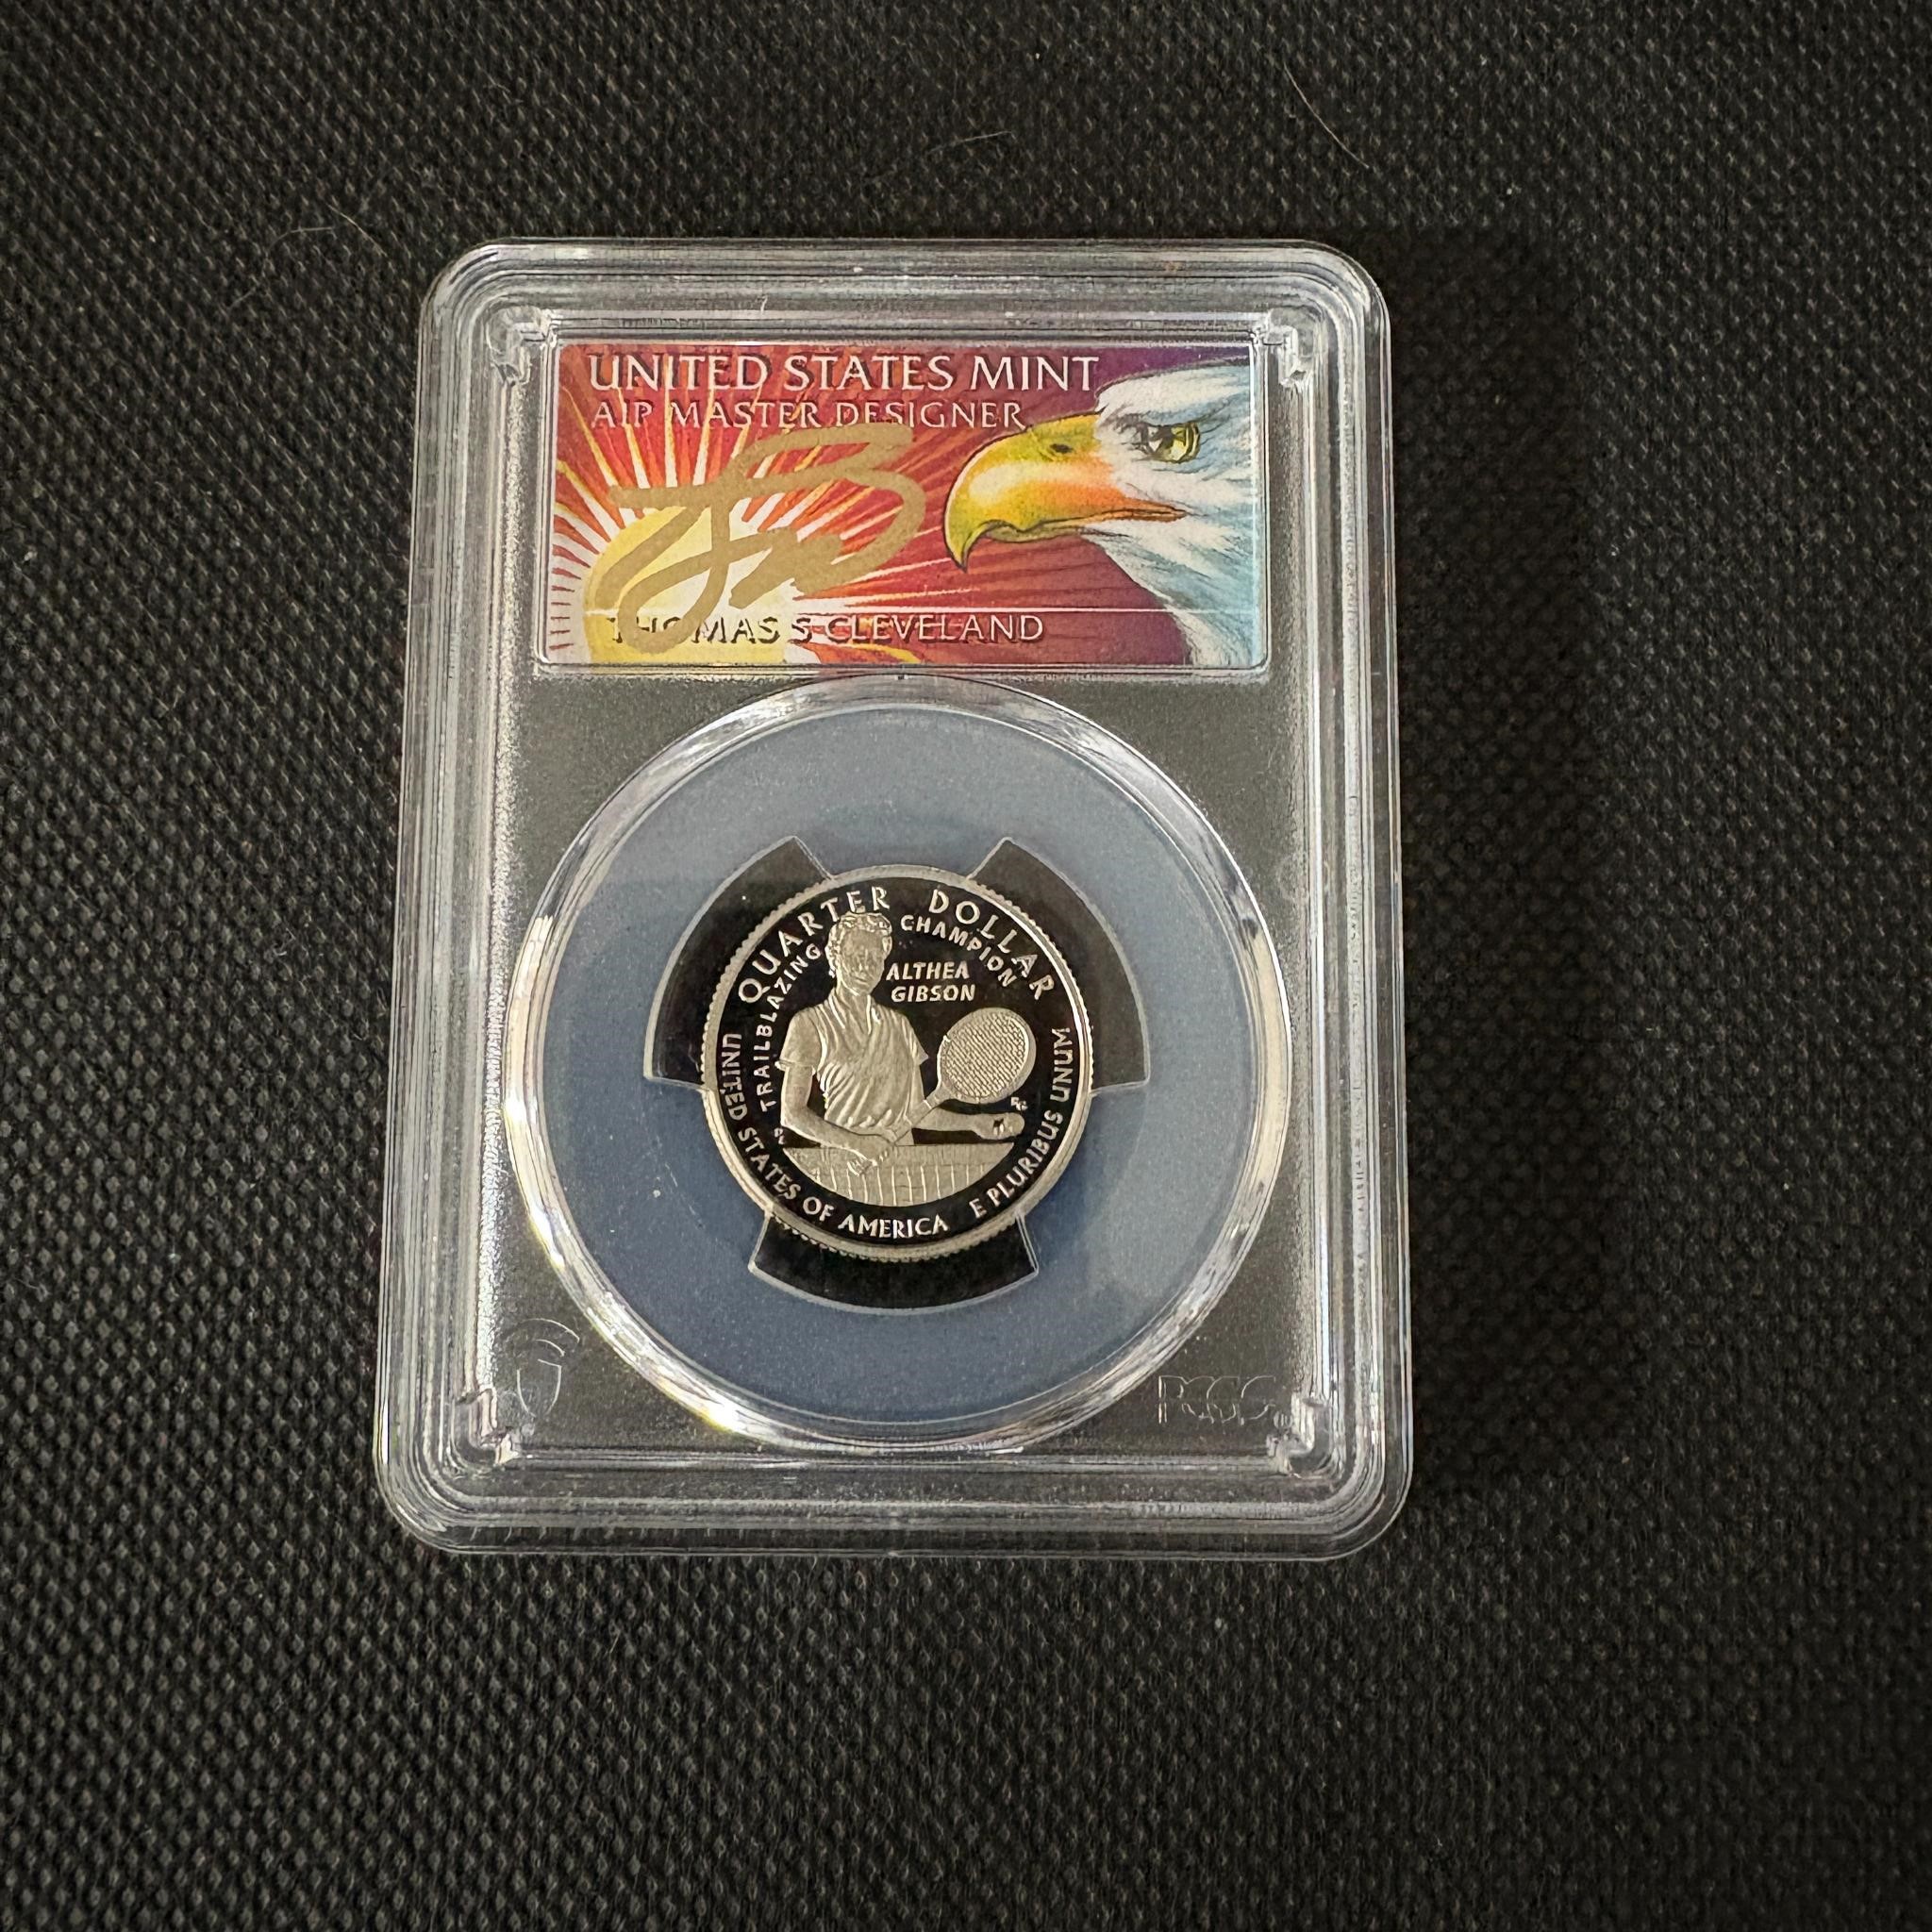 UNITED STATES MINT
AIP MASTER DESIGNER
THOMAS S CLEVELAND
QUARTER DOLLAR
TRAILBLAZING CHAMPION
ALTHEA
GIBSON
UNITED STATES OF AMERICA
E PLURIBUS UNUM
PCGS